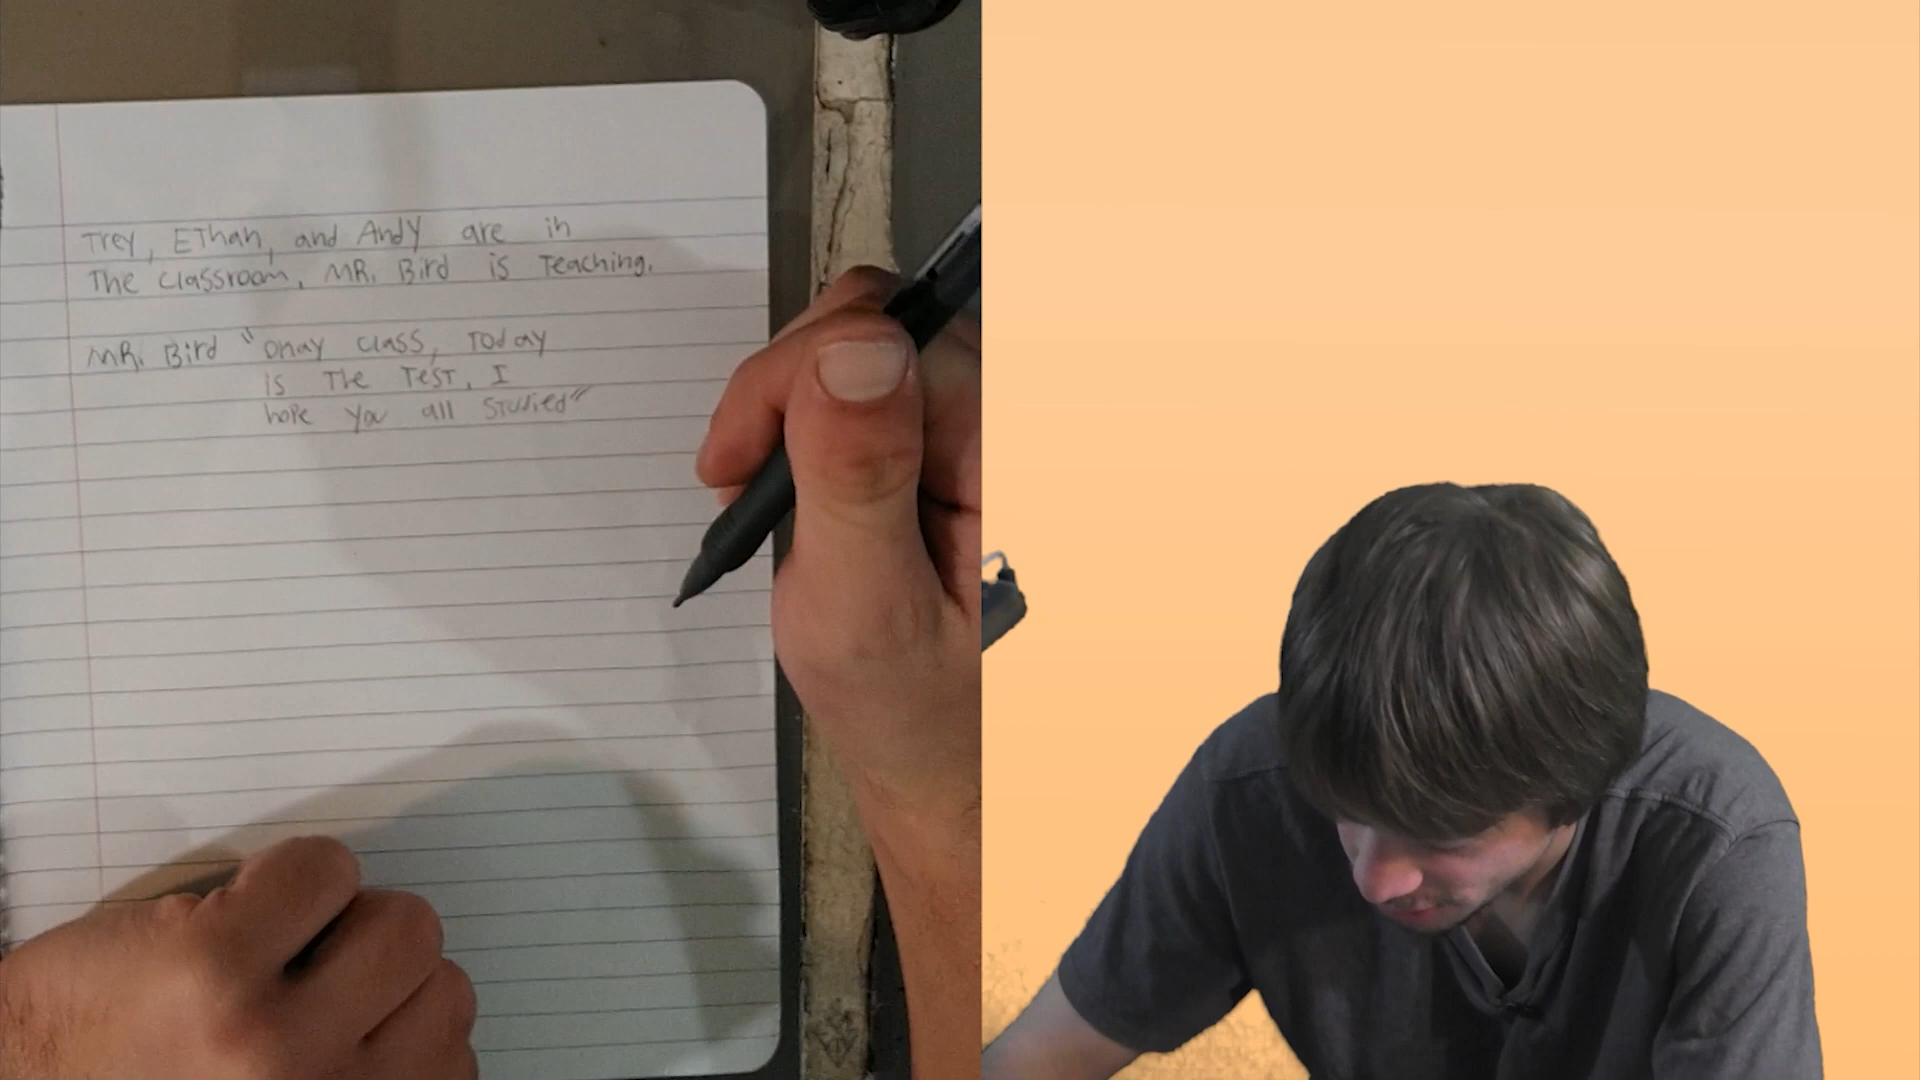 Trey, EThan, and AndY are in
The classroom, MR. Bird is Teaching.
MR. Bird "Okay class, Today
is The TesT, I
hope you all STudied"